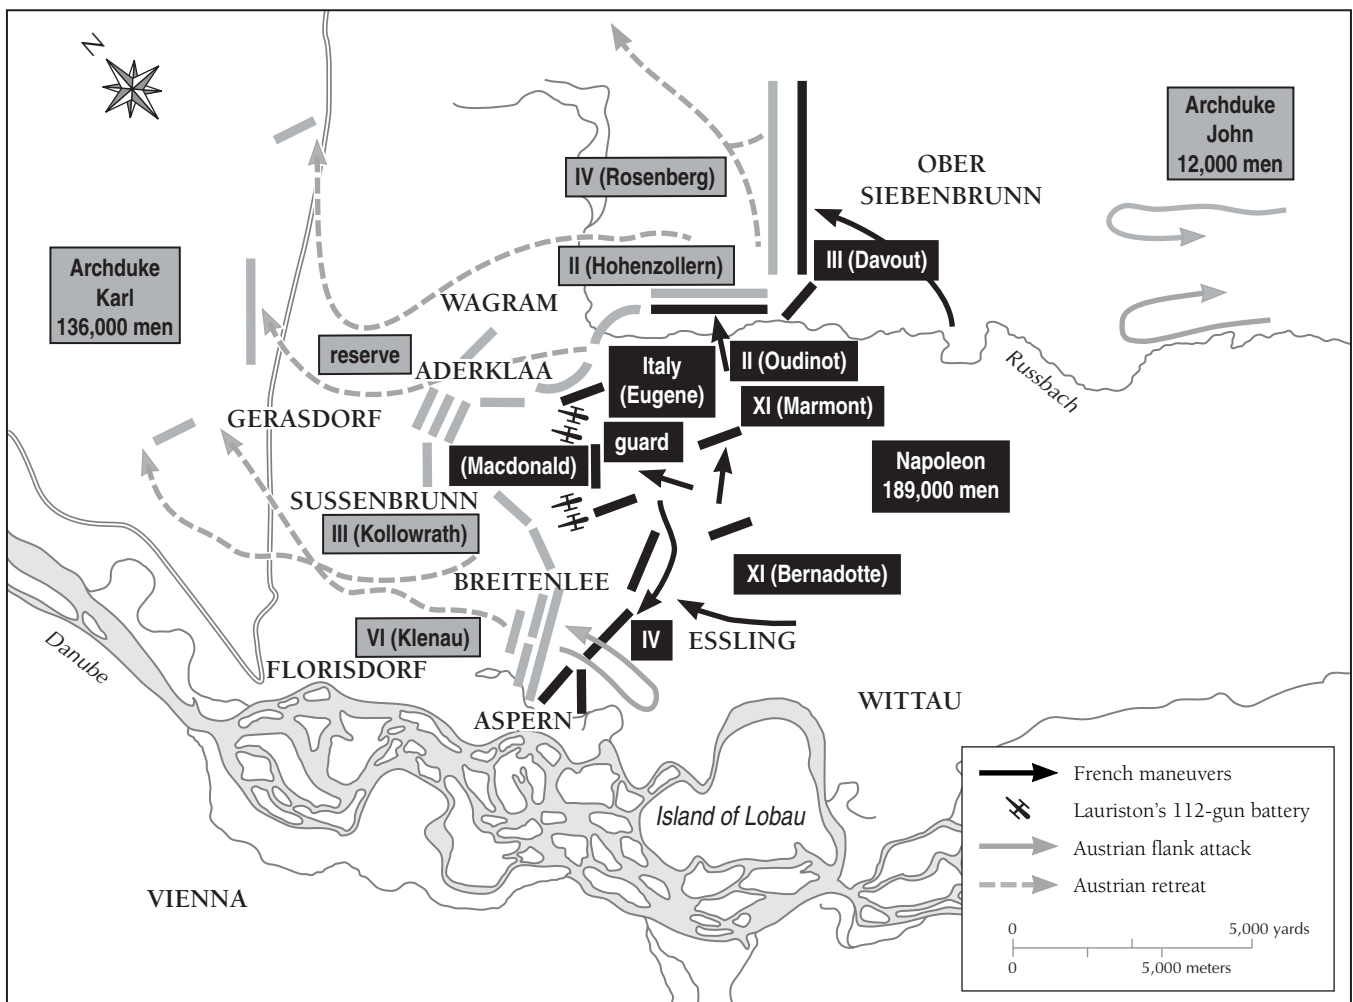 N
Archduke
John
12,000 men
OBER
SIEBENBRUNN
IV (Rosenberg)
III (Davout)
II (Hohenzollern)
Archduke
Karl
136,000 men
WAGRAM
reserve
ADERKLAA
Italy
(Eugene)
II (Oudinot)
Russbach
XI (Marmont)
GERASDORF
guard
(Macdonald)
Napoleon
189,000 men
SUSSENBRUNN
III (Kollowrath)
BREITENLEE
XI (Bernadotte)
VI (Klenau)
IV
ESSLING
Danube
FLORISDORF
ASPERN
WITTAU
Island of Lobau
VIENNA
French maneuvers
Lauriston's 112-gun battery
Austrian flank attack
Austrian retreat
0 5,000 yards
0 5,000 meters